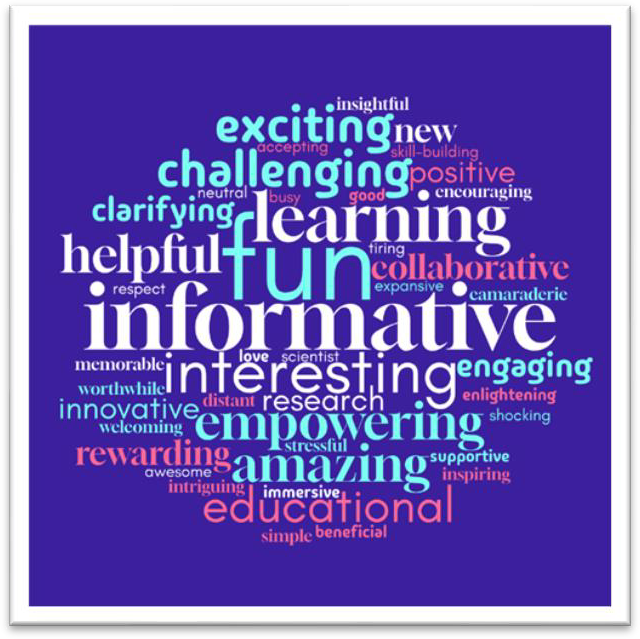 insightful
exciting new
accepting skill-building
challenging positive
neutral busy good encouraging
clarifying learning
helpful fun tiring collaborative
respect expansive camaraderie
informative
memorable love scientist
interesting engaging
worthwhile distant research enlightening
innovative shocking
welcoming empowering
rewarding stressful supportive
awesome amazing inspiring
intriguing immersive
educational
simple beneficial